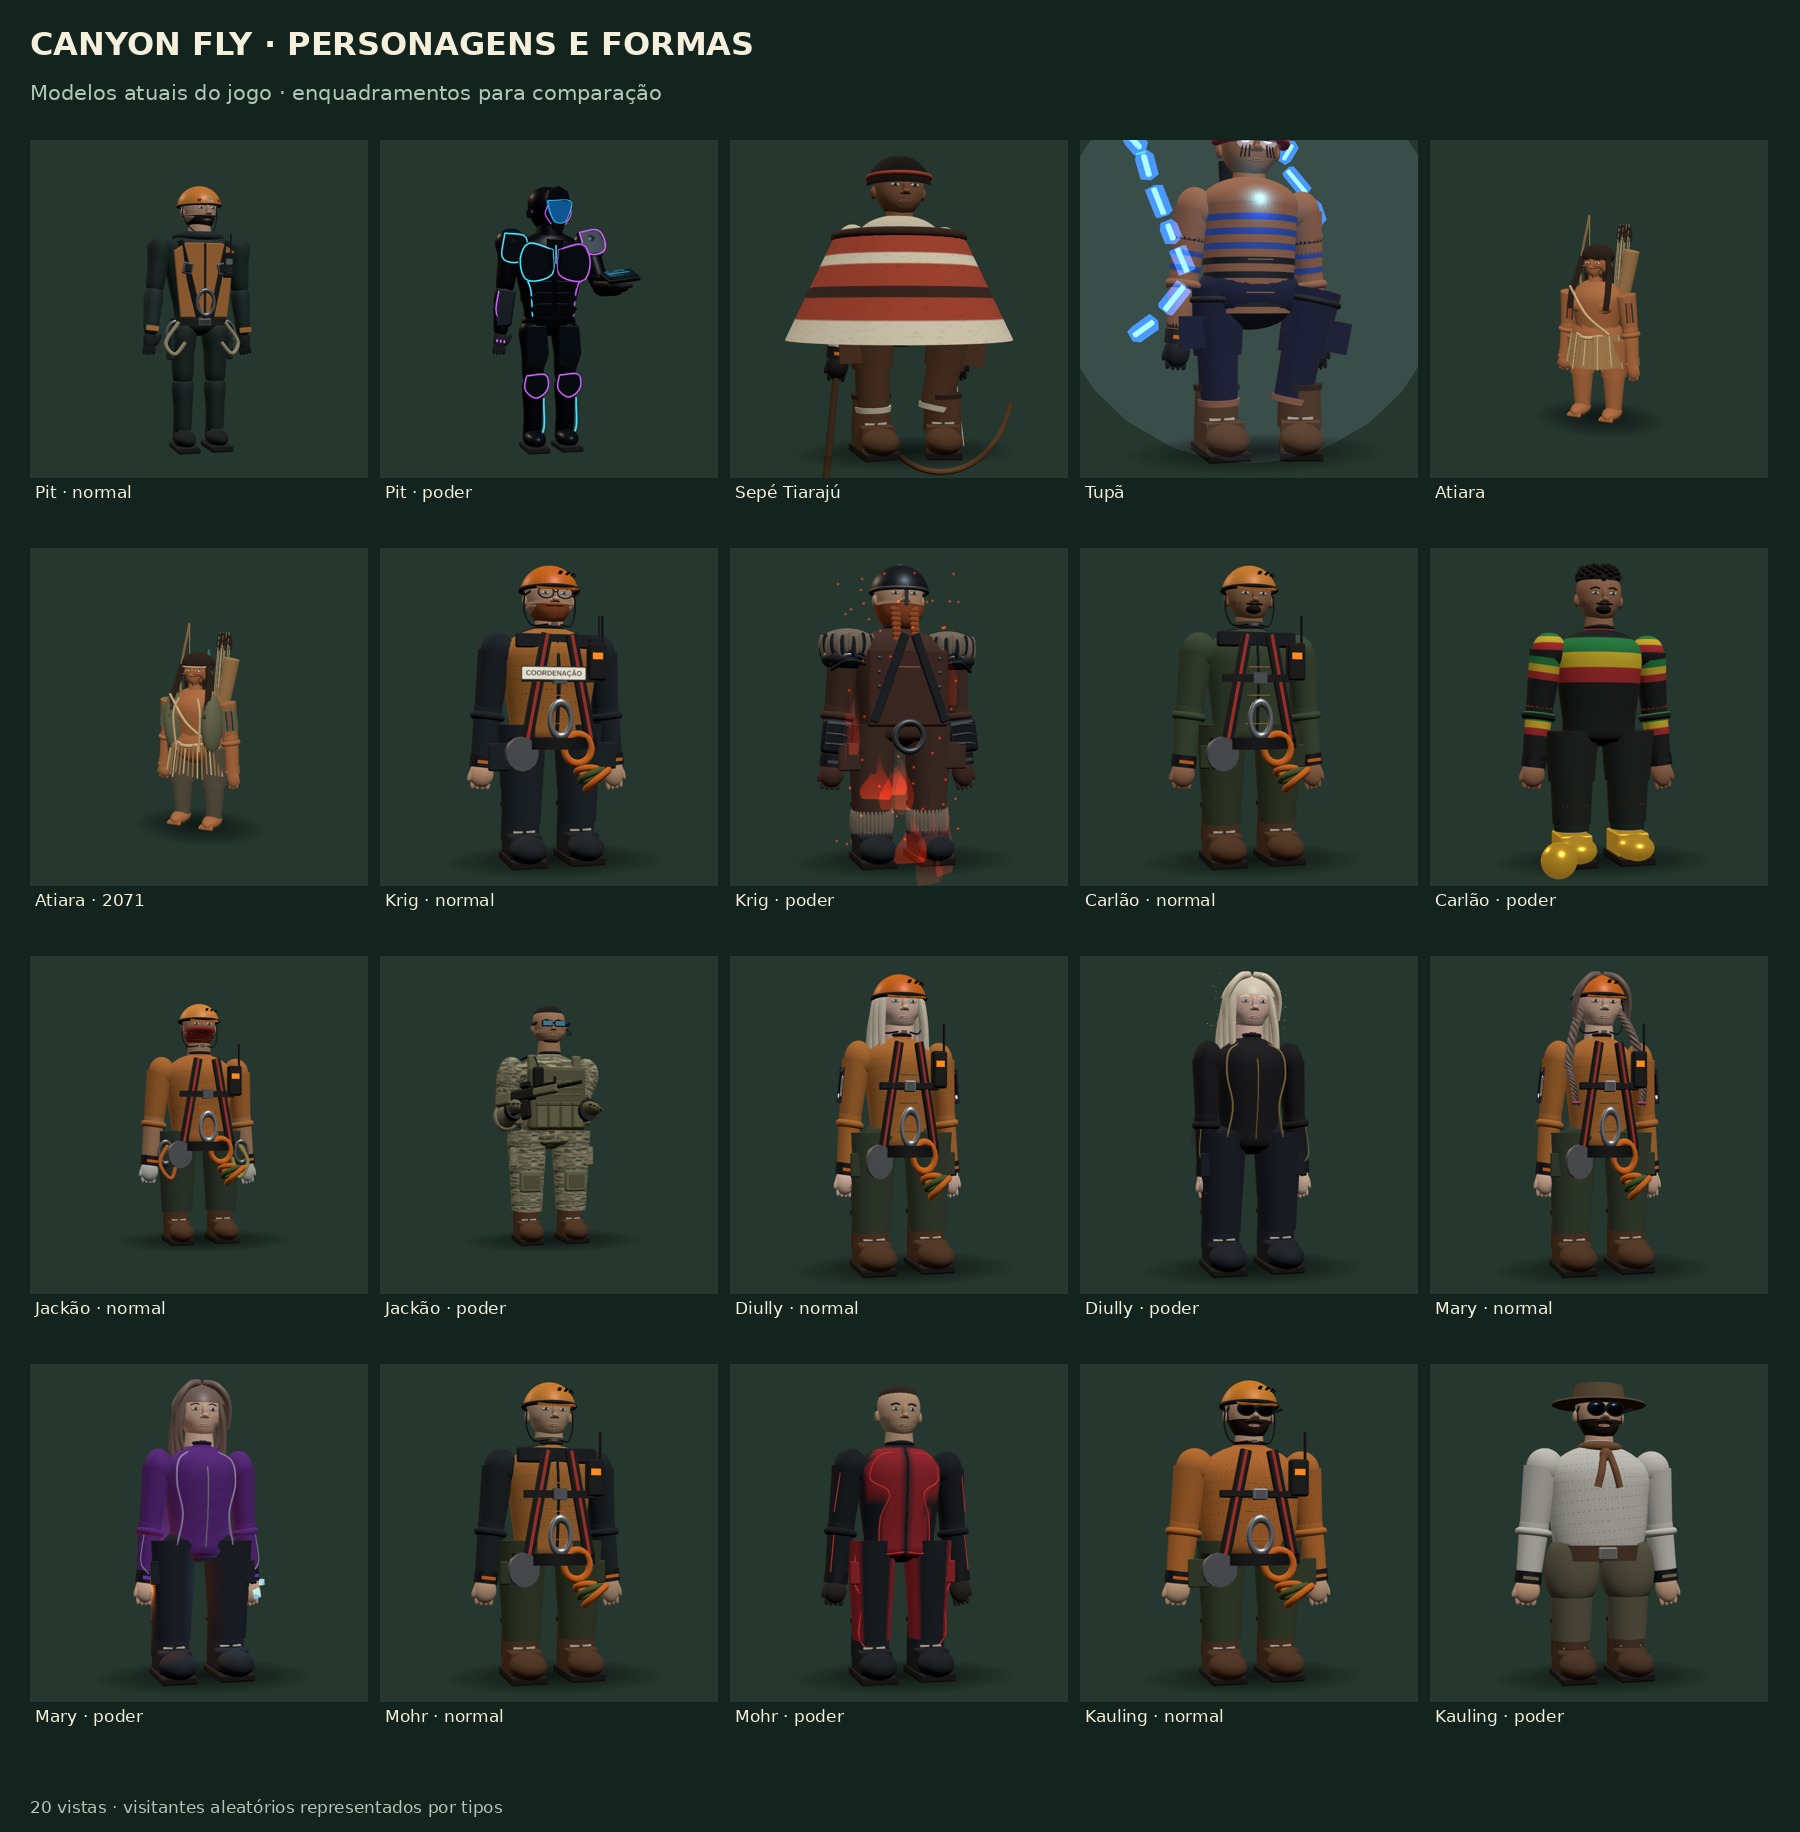 CANYON FLY · PERSONAGENS E FORMAS
Modelos atuais do jogo · enquadramentos para comparação
Pit · normal
Pit · poder
Sepé Tiarajú
Tupã
Atiara
COORDENAÇÃO
Atiara · 2071
Krig · normal
Krig · poder
Carlão · normal
Carlão · poder
Jackão · normal
Jackão · poder
Diully · normal
Diully · poder
Mary · normal
Mary · poder
Mohr · normal
Mohr · poder
Kauling · normal
Kauling · poder
20 vistas · visitantes aleatórios representados por tipos